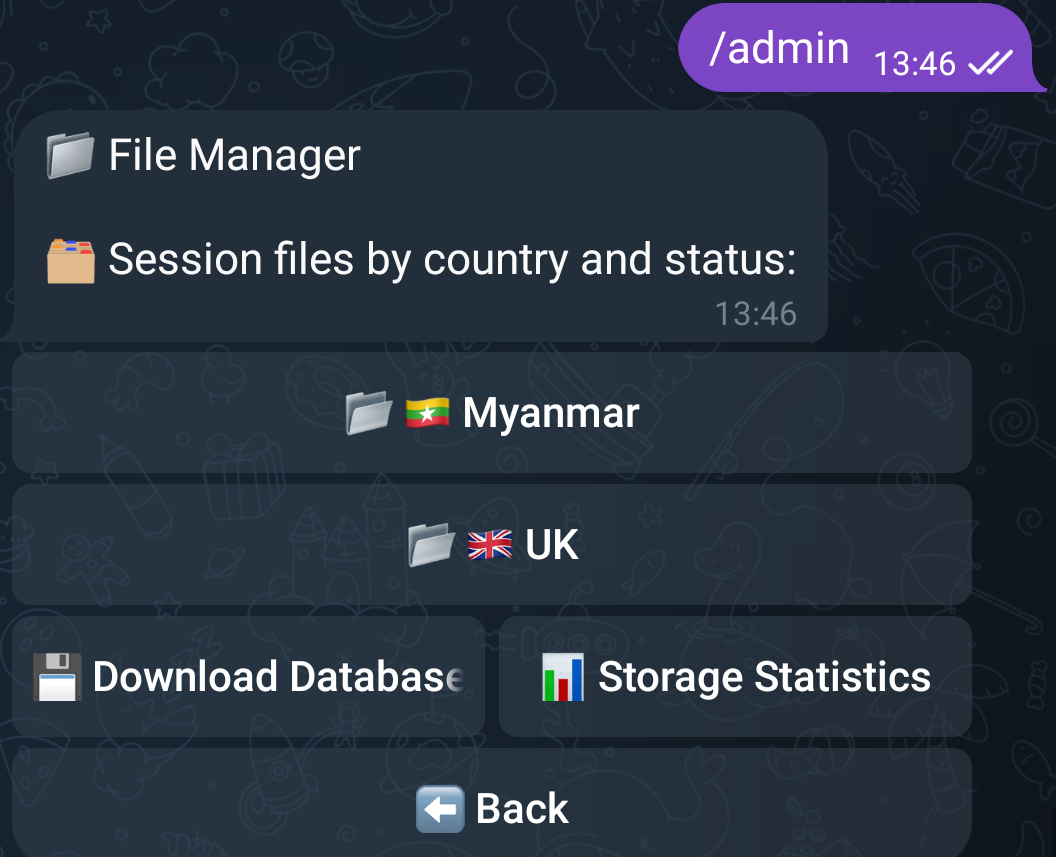 /admin 13:46
File Manager
Session files by country and status:
13:46
Myanmar
UK
Download Database
Storage Statistics
Back